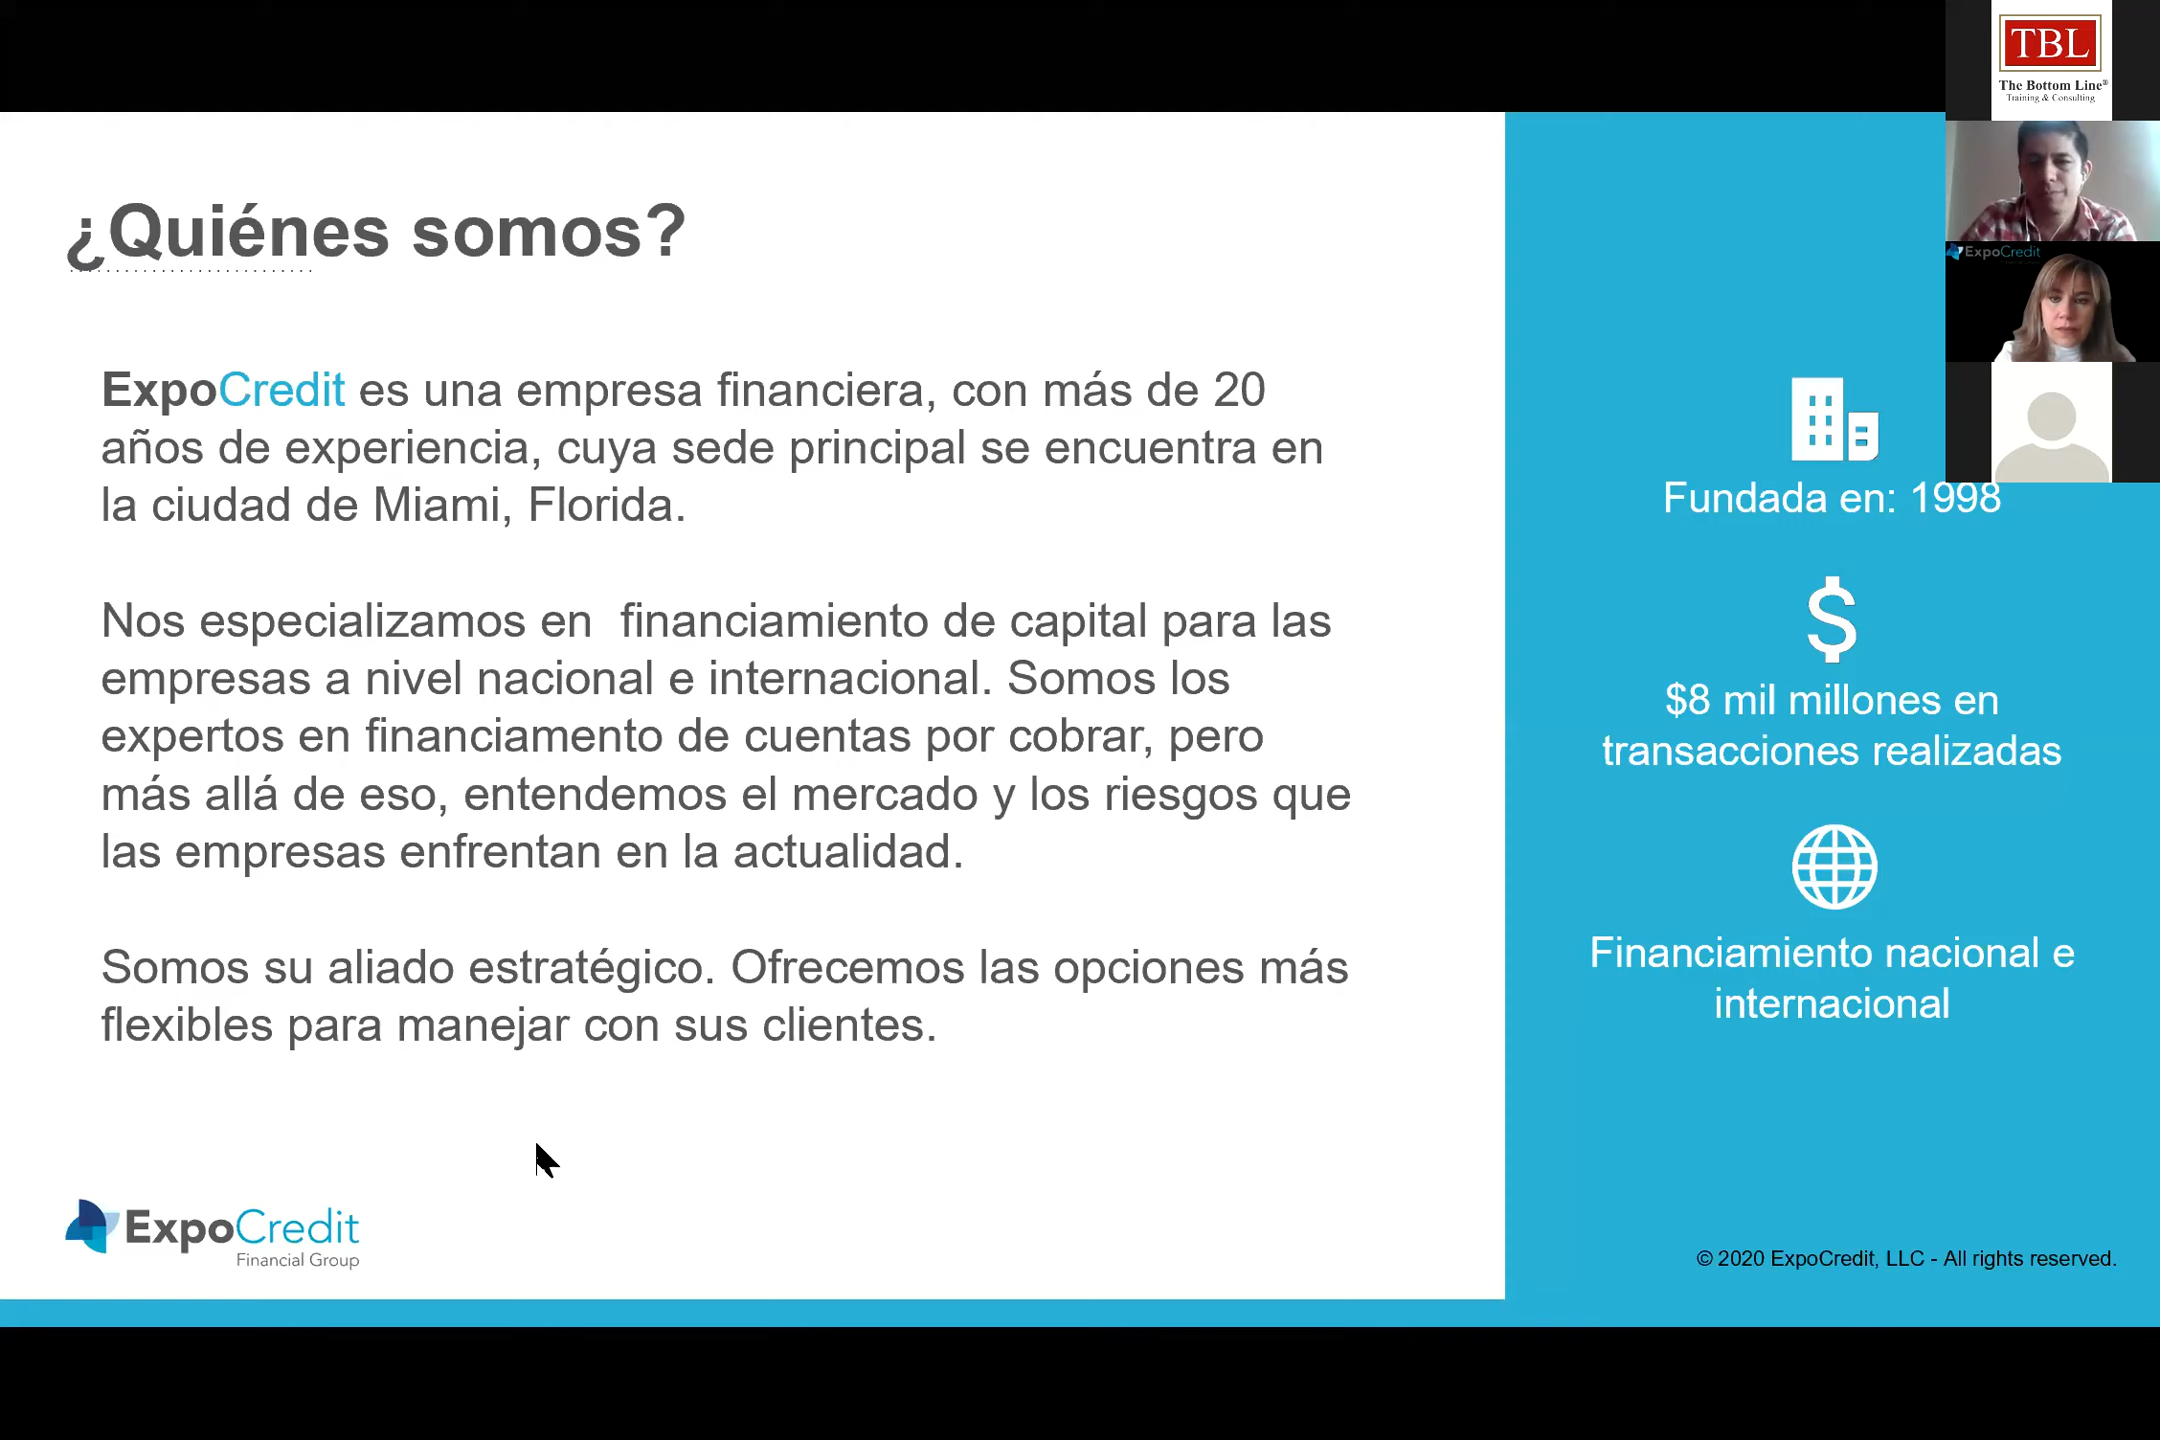 TBL
The Bottom Line®
Training & Consulting
¿Quiénes somos?
ExpoCredit
ExpoCredit es una empresa financiera, con más de 20
años de experiencia, cuya sede principal se encuentra en
la ciudad de Miami, Florida.
Nos especializamos en  financiamiento de capital para las
empresas a nivel nacional e internacional. Somos los
expertos en financiamento de cuentas por cobrar, pero
más allá de eso, entendemos el mercado y los riesgos que
las empresas enfrentan en la actualidad.
Somos su aliado estratégico. Ofrecemos las opciones más
flexibles para manejar con sus clientes.
Fundada en: 1998
$
$8 mil millones en
transacciones realizadas
Financiamiento nacional e
internacional
ExpoCredit
Financial Group
© 2020 ExpoCredit, LLC - All rights reserved.